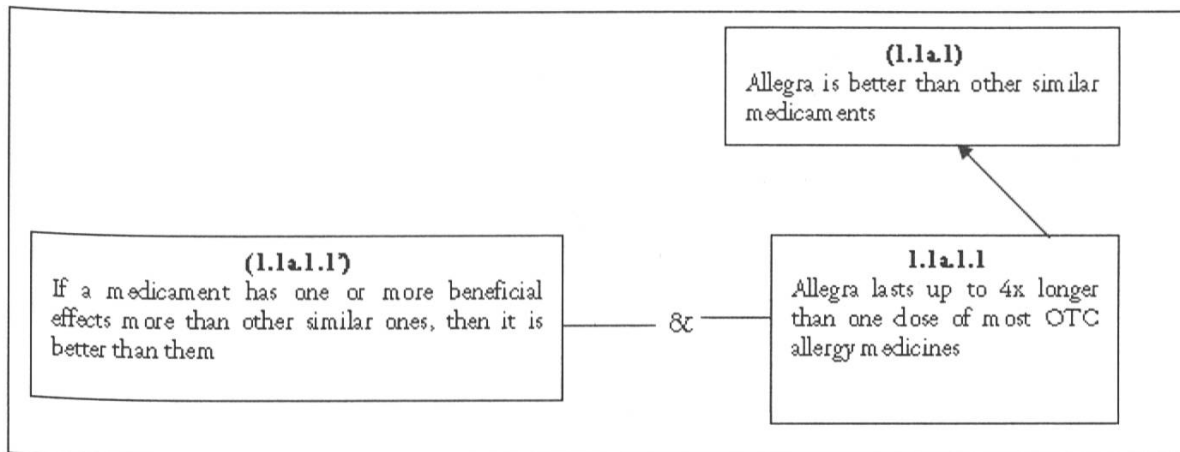 (1.1a.1)
Allegra is better than other similar
medicaments
(1.1a.1.1')
If a medicament has one or more beneficial
effects more than other similar ones, then it is
better than them
&
1.1a.1.1
Allegra lasts up to 4x longer
than one dose of most OTC
allergy medicines